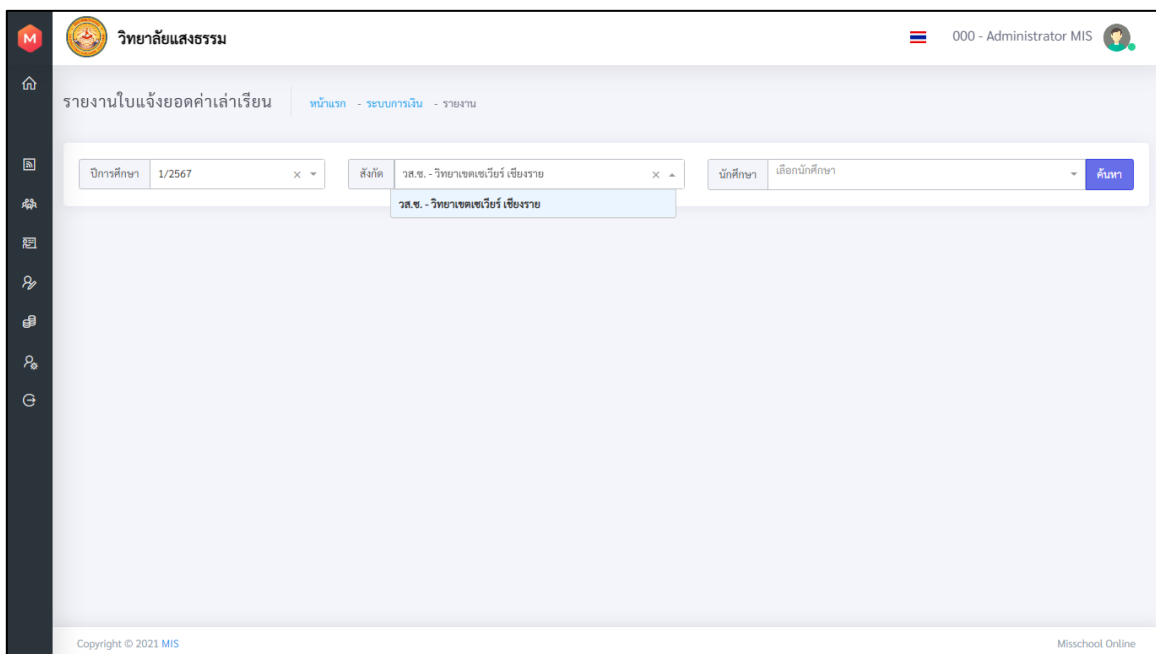 M
วิทยาลัยแสงธรรม
000 - Administrator MIS
รายงานใบแจ้งยอดค่าเล่าเรียน
หน้าแรก - ระบบการเงิน - รายงาน
ปีการศึกษา 1/2567 สังกัด วส.ซ. - วิทยาเขตเซเวียร์ เชียงราย นักศึกษา เลือกนักศึกษา ค้นหา
วส.ซ. - วิทยาเขตเซเวียร์ เชียงราย
Copyright © 2021 MIS
Misschool Online